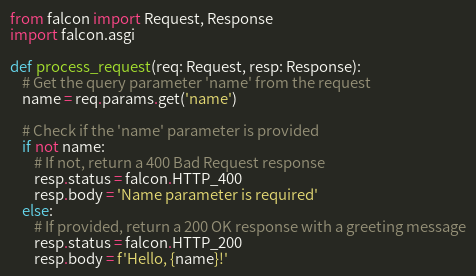 from falcon import Request, Response
import falcon.asgi

def process_request(req: Request, resp: Response):
    # Get the query parameter 'name' from the request
    name = req.params.get('name')

    # Check if the 'name' parameter is provided
    if not name:
        # If not, return a 400 Bad Request response
        resp.status = falcon.HTTP_400
        resp.body = 'Name parameter is required'
    else:
        # If provided, return a 200 OK response with a greeting message
        resp.status = falcon.HTTP_200
        resp.body = f'Hello, {name}!'